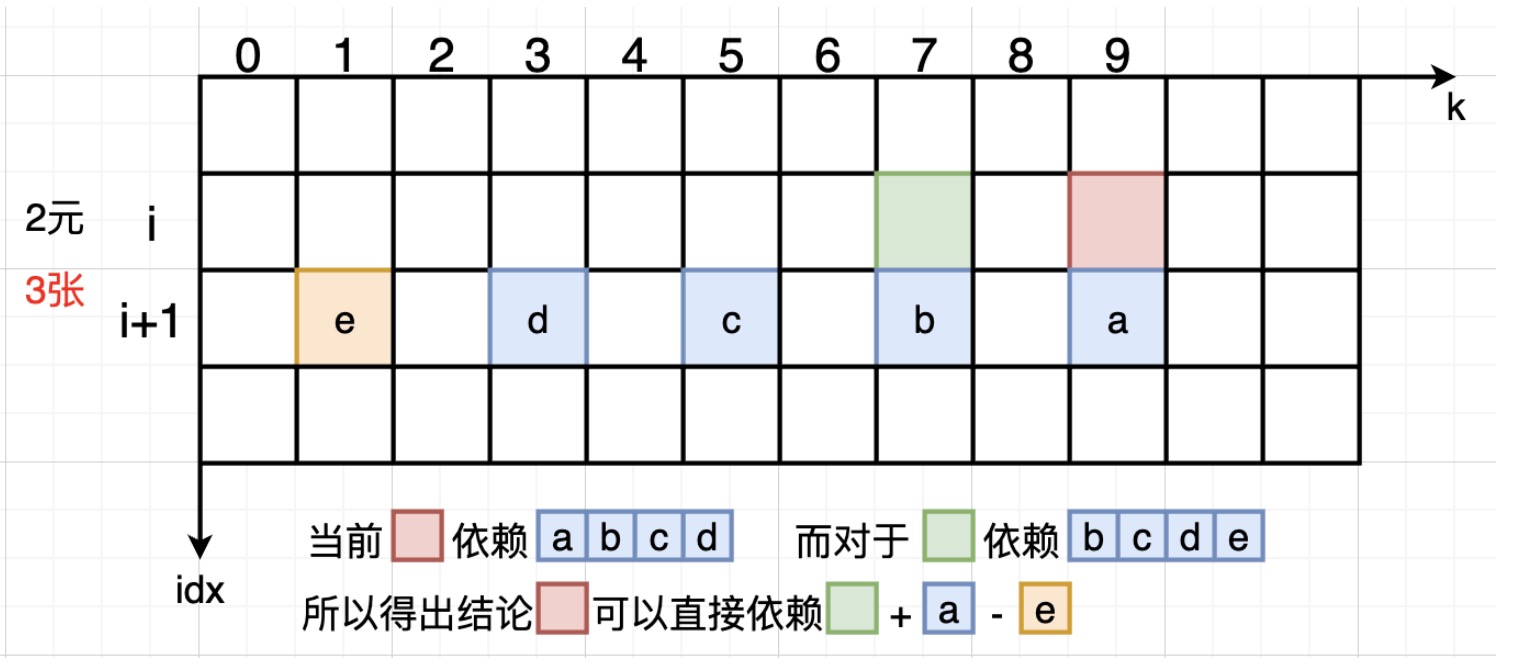 0 1 2 3 4 5 6 7 8 9
k
2元 i
3张
i+1 e d c b a
当前 依赖 a b c d 而对于 依赖 b c d e
idx
所以得出结论 可以直接依赖 + a - e